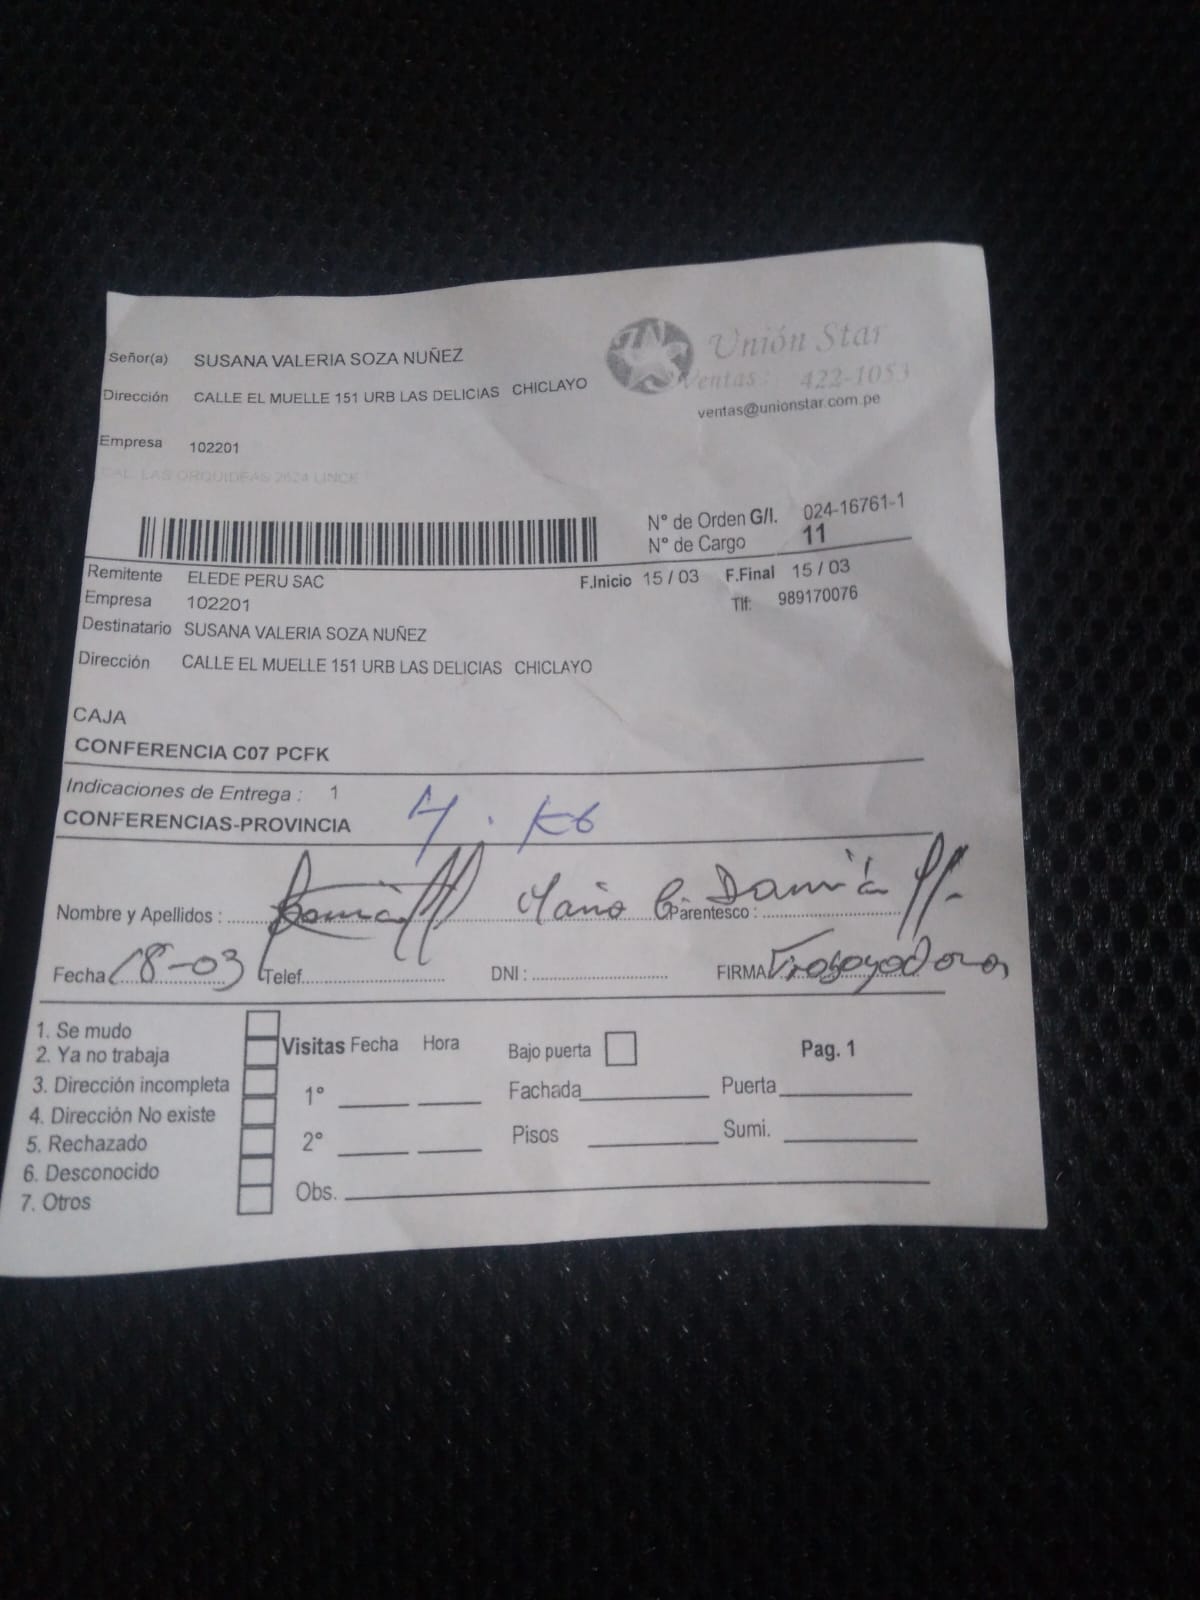 Señor(a) SUSANA VALERIA SOZA NUÑEZ
Unión Star
Ventas: 422-1053
ventas@unionstar.com.pe
Dirección CALLE EL MUELLE 151 URB LAS DELICIAS CHICLAYO
Empresa 102201
CAL. LAS ORQUIDEAS 2624 LINCE
N° de Orden G/I. 024-16761-1
N° de Cargo 11
Remitente ELEDE PERU SAC F.Inicio 15 / 03 F.Final 15 / 03
Empresa 102201 Tlf: 989170076
Destinatario SUSANA VALERIA SOZA NUÑEZ
Dirección CALLE EL MUELLE 151 URB LAS DELICIAS CHICLAYO
CAJA
CONFERENCIA C07 PCFK
Indicaciones de Entrega : 1
CONFERENCIAS-PROVINCIA
Nombre y Apellidos : Parentesco :
Fecha 18-03 Telef. DNI : FIRMA
1. Se mudo
2. Ya no trabaja
3. Dirección incompleta
4. Dirección No existe
5. Rechazado
6. Desconocido
7. Otros
Visitas Fecha Hora Bajo puerta Pag. 1
1° Fachada Puerta
2° Pisos Sumi.
Obs.